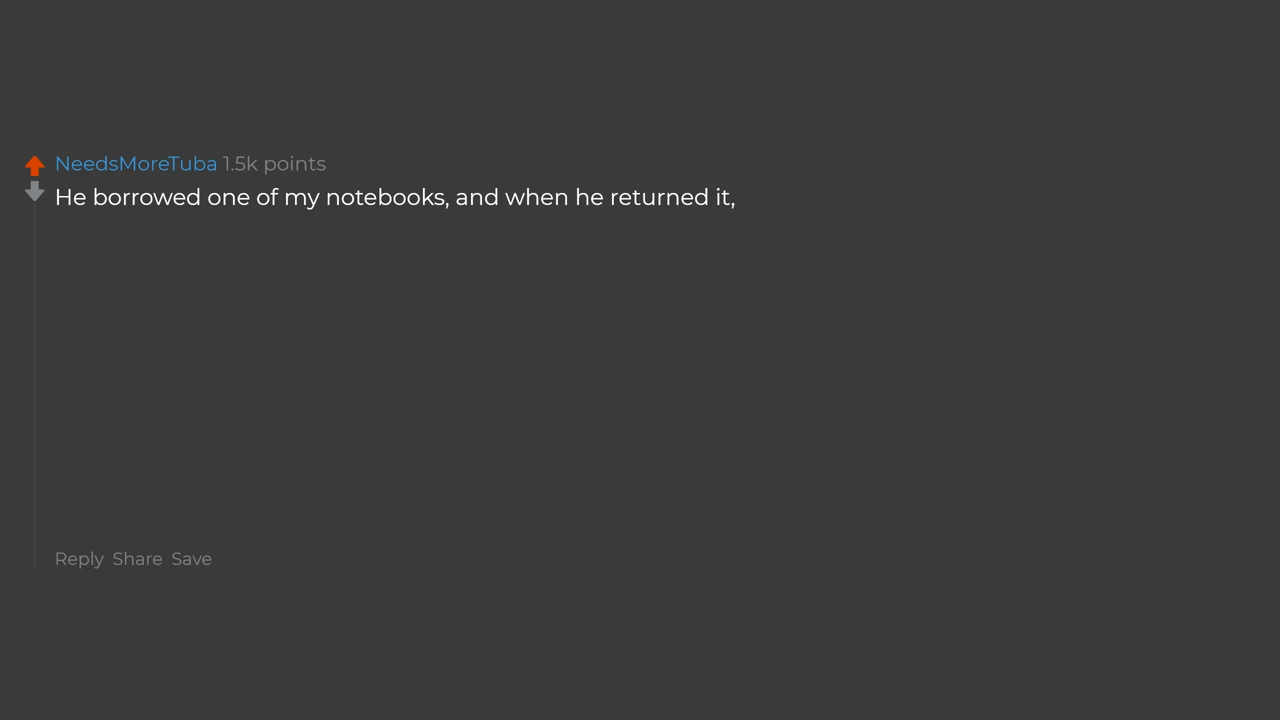 NeedsMoreTuba 1.5k points
He borrowed one of my notebooks, and when he returned it,
Reply Share Save